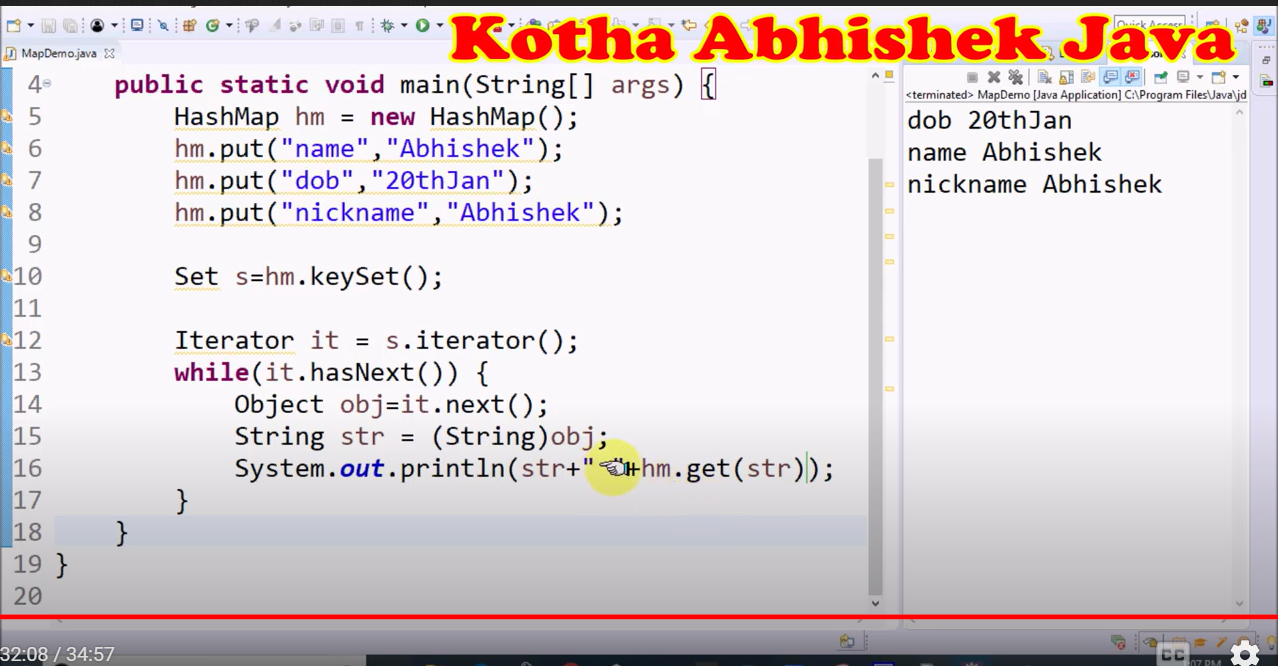 Quick Access
Kotha Abhishek Java
MapDemo.java
<terminated> MapDemo [Java Application] C:\Program Files\Java\jd
4 public static void main(String[] args) {
5 HashMap hm = new HashMap();
6 hm.put("name","Abhishek");
7 hm.put("dob","20thJan");
8 hm.put("nickname","Abhishek");
9
10 Set s=hm.keySet();
11
12 Iterator it = s.iterator();
13 while(it.hasNext()) {
14 Object obj=it.next();
15 String str = (String)obj;
16 System.out.println(str+" "+hm.get(str));
17 }
18 }
19 }
20
dob 20thJan
name Abhishek
nickname Abhishek
32:08 / 34:57
CC